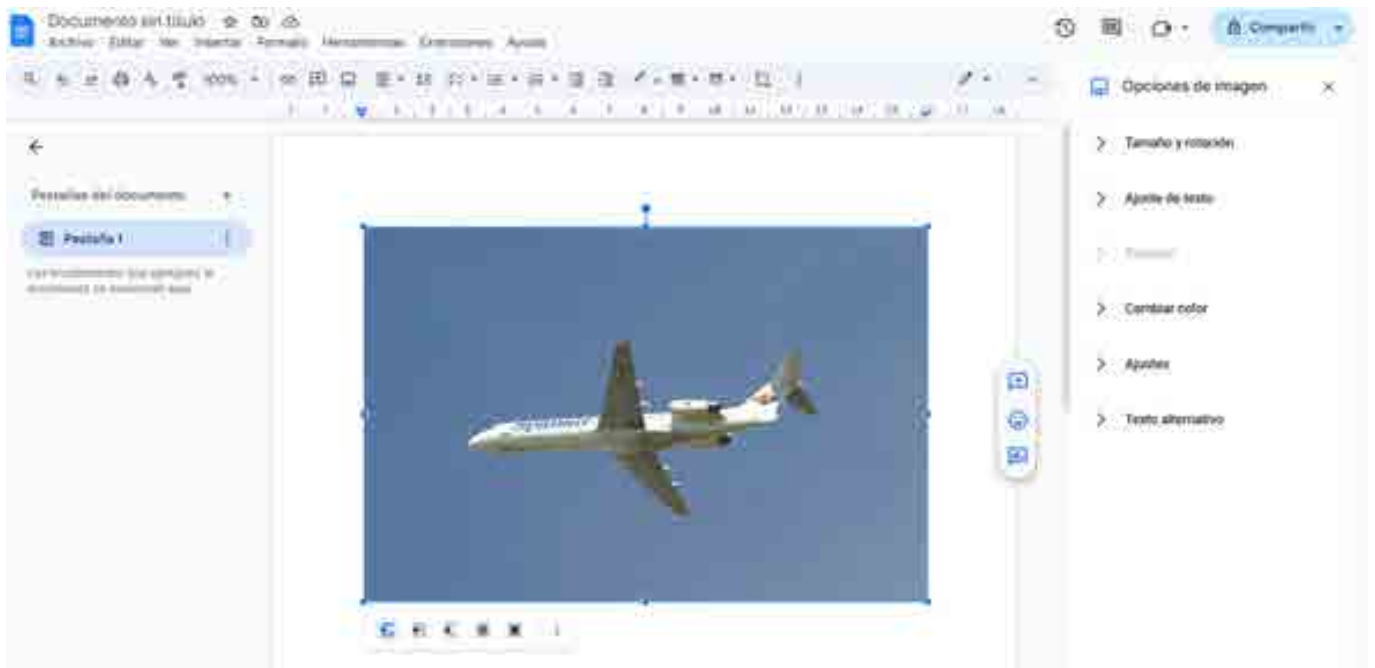 Documento sin título
Archivo Editar Ver Insertar Formato Herramientas Extensiones Ayuda
Compartir
100%
Opciones de imagen
Tamaño y rotación
Pestañas del documento
Ajuste de texto
Pestaña 1
Cambiar color
Ajustes
Texto alternativo